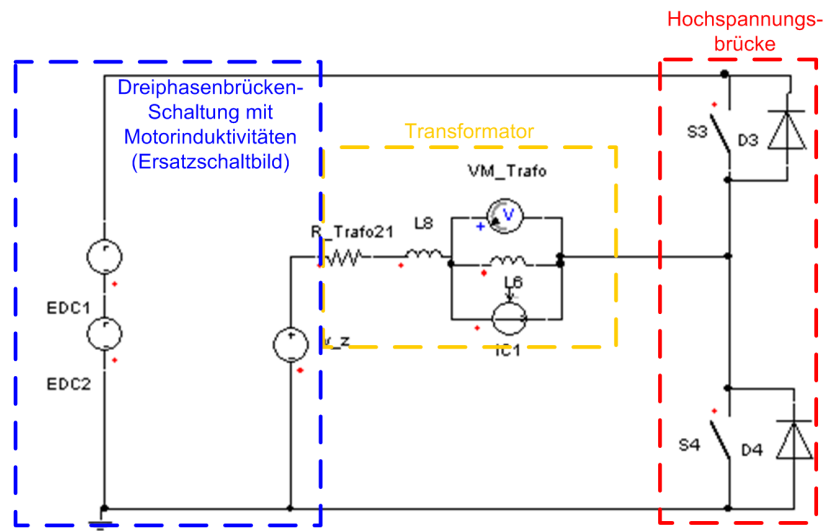 Hochspannungs-
brücke
Dreiphasenbrücken-
Schaltung mit
Motorinduktivitäten
(Ersatzschaltbild)
Transformator
VM_Trafo
V
R_Trafo21
L8
L6
IC1
S3
D3
EDC1
EDC2
v_z
S4
D4